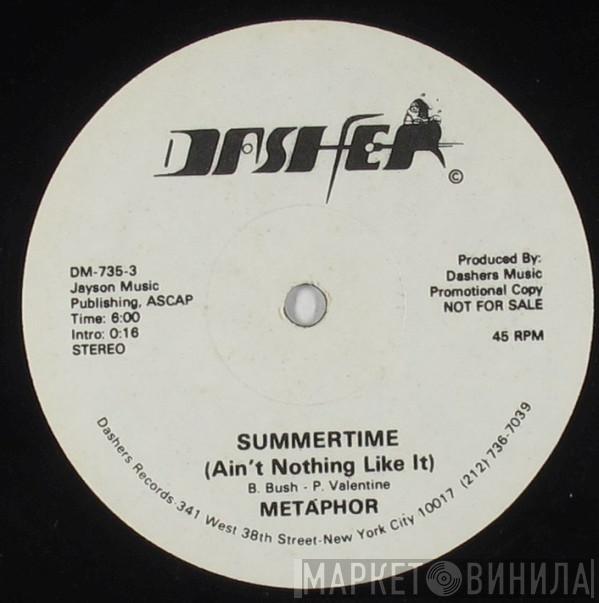 DASHER
©
DM-735-3
Jayson Music
Publishing, ASCAP
Time: 6:00
Intro: 0:16
STEREO
Produced By:
Dashers Music
Promotional Copy
NOT FOR SALE
45 RPM
SUMMERTIME
(Ain't Nothing Like It)
B. Bush - P. Valentine
METAPHOR
Dashers Records-341 West 38th Street-New York City 10017 (212) 736-7039
МАРКЕТ ВИНИЛА